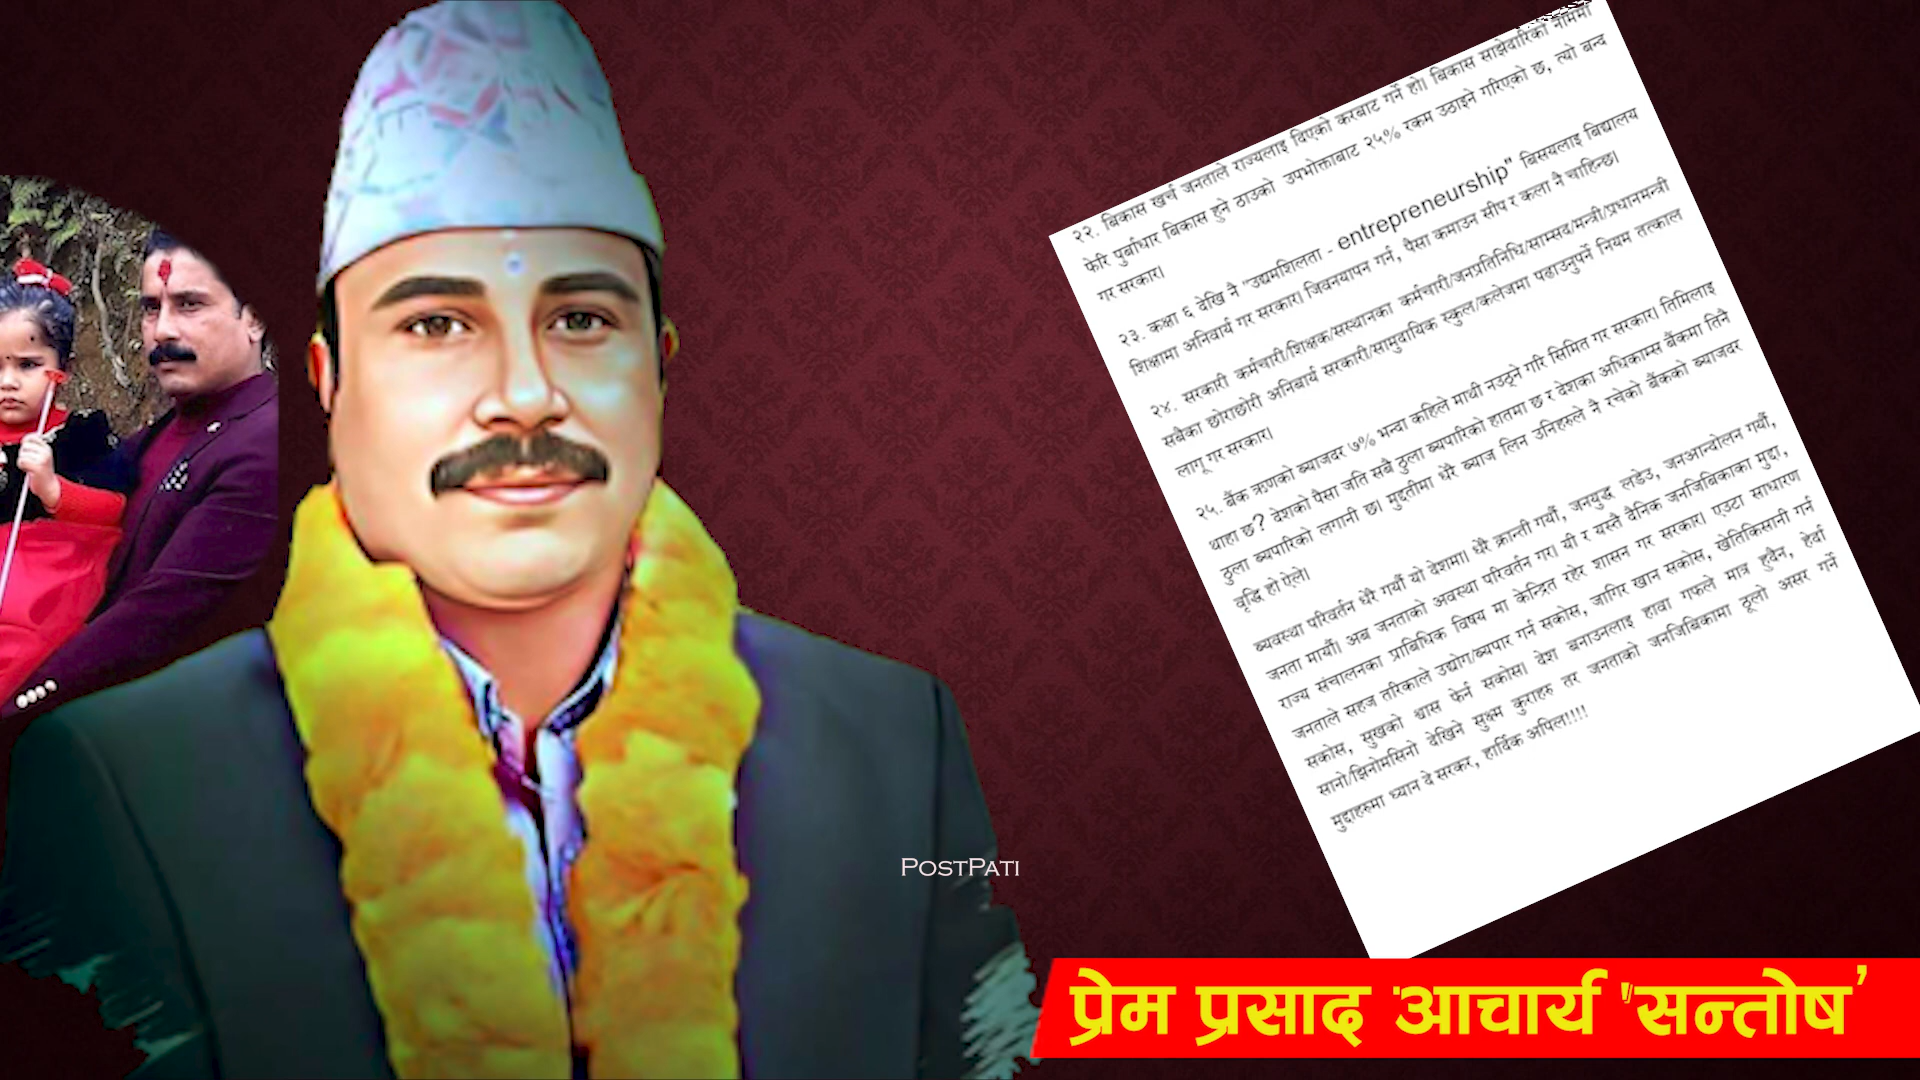 २२. बिकास खर्च जनताले राज्यलाइ दिएको करबाट गर्ने हो। बिकास साझेदारिको नाममा
फेरि पुर्बाधार बिकास हुने ठाउको उपभोक्ताबाट २५% रकम उठाइने गरिएको छ, त्यो बन्द
गर सरकार।
२३. कक्षा ६ देखि नै "उद्यमशिलता - entrepreneurship" बिसयलाइ बिद्यालय
शिक्षामा अनिवार्य गर सरकार। जिवनयापन गर्न, पैसा कमाउन सीप र कला नै चाहिन्छ।
२४. सरकारी कर्मचारी/शिक्षक/सस्थानका कर्मचारी/जनप्रतिनिधि/साम्सद/मन्त्री/प्रधानमन्त्री
सबैका छोराछोरी अनिबार्य सरकारी/सामुदायिक स्कुल/कलेजमा पढाउनुपर्ने नियम तत्काल
लागू गर सरकार।
२५. बैंक ऋणको ब्याजदर ७% भन्दा कहिले माथी नउठ्ने गरि सिमित गर सरकार। तिमिलाइ
थाहा छ? देशको पैसा जति सबै ठुला ब्यपारिको हातमा छ र देशका अधिकाम्स बैंकमा तिनै
ठुला ब्यपारिको लगानी छ। मुद्दतीमा धेरै ब्याज लिन उनिहरुले नै रचेको बैंकको ब्याजदर
वृद्धि हो ऐले।
ब्यवस्था परिवर्तन धेरै गर्यौं यो देशमा। धेरै क्रान्ती गर्यौं, जनयुद्ध लडेउ, जनआन्दोलन गर्यौं,
जनता मार्यौं। अब जनताको अवस्था परिवर्तन गर। यी र यस्तै दैनिक जनजिबिकाका मुद्दा,
राज्य संचालनका प्राबिधिक विषय मा केन्द्रित रहेर शासन गर सरकार। एउटा साधारण
जनताले सहज तरिकाले उद्योग/ब्यपार गर्न सकोस, जागिर खान सकोस, खेतिकिसानी गर्न
सकोस, सुखको श्वास फेर्न सकोस। देश बनाउनलाइ हावा गफले मात्र हुबैन, हेर्दा
सानो/झिनोमसिनो देखिने सुक्ष्म कुराहरु तर जनताको जनजिबिकामा ठूलो असर गर्ने
मुद्दाहरुमा ध्यान दे सरकर, हार्दिक अपिल!!!!
POSTPATI
प्रेम प्रसाद आचार्य 'सन्तोष'